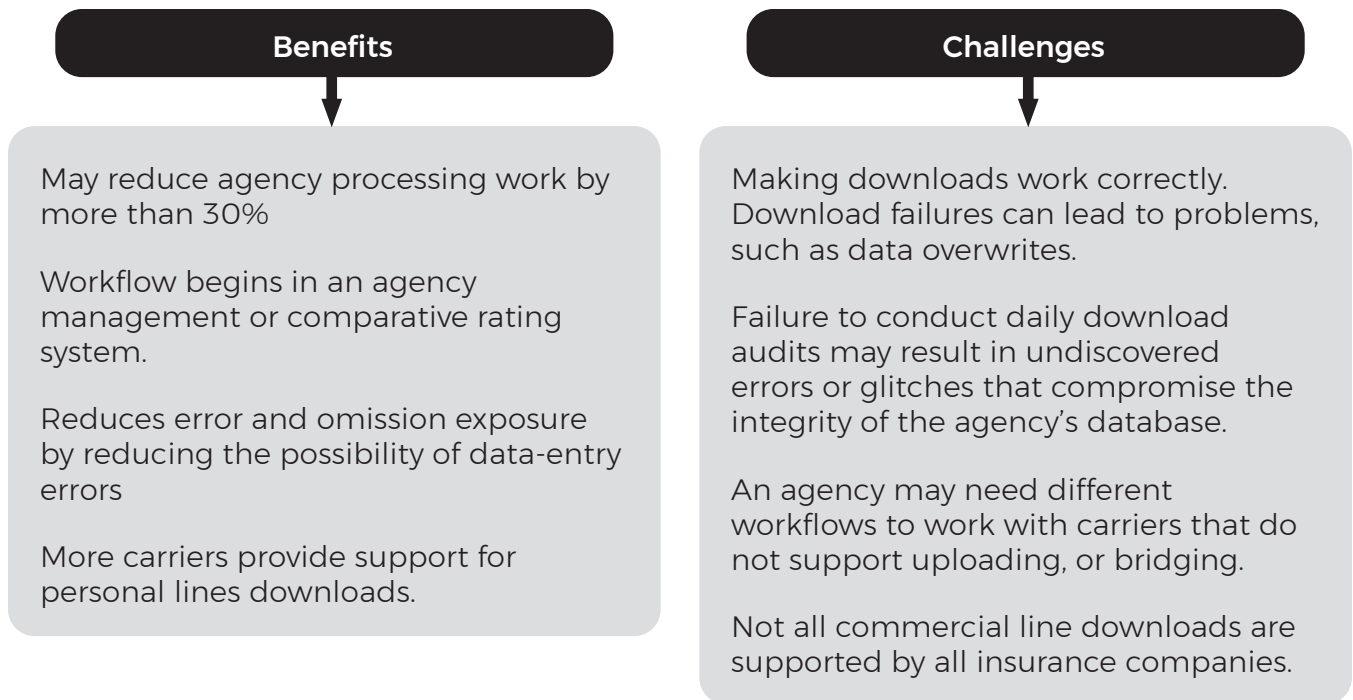 Benefits
May reduce agency processing work by
more than 30%
Workflow begins in an agency
management or comparative rating
system.
Reduces error and omission exposure
by reducing the possibility of data-entry
errors
More carriers provide support for
personal lines downloads.
Challenges
Making downloads work correctly.
Download failures can lead to problems,
such as data overwrites.
Failure to conduct daily download
audits may result in undiscovered
errors or glitches that compromise the
integrity of the agency’s database.
An agency may need different
workflows to work with carriers that do
not support uploading, or bridging.
Not all commercial line downloads are
supported by all insurance companies.